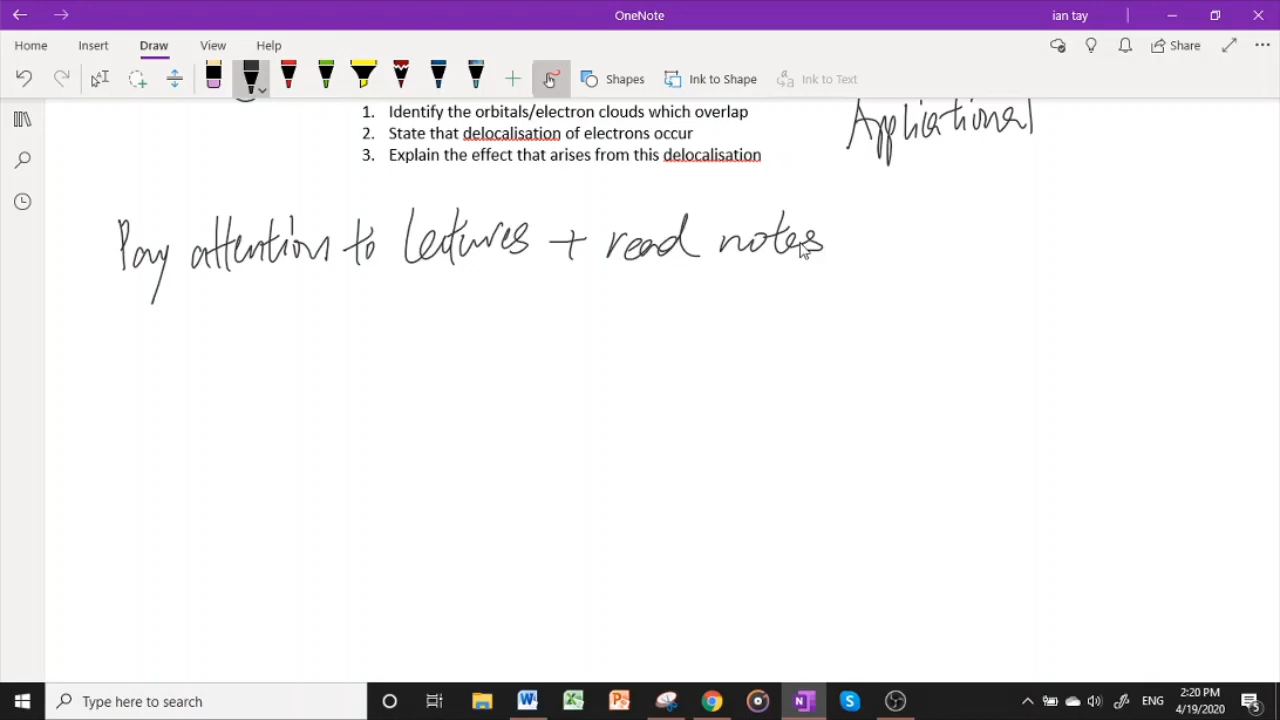 OneNote
ian tay
Home
Insert
Draw
View
Help
Share
Shapes
Ink to Shape
Ink to Text
1. Identify the orbitals/electron clouds which overlap
2. State that delocalisation of electrons occur
3. Explain the effect that arises from this delocalisation
Applicational
Pay attention to lectures + read notes
Type here to search
ENG
2:20 PM
4/19/2020
5